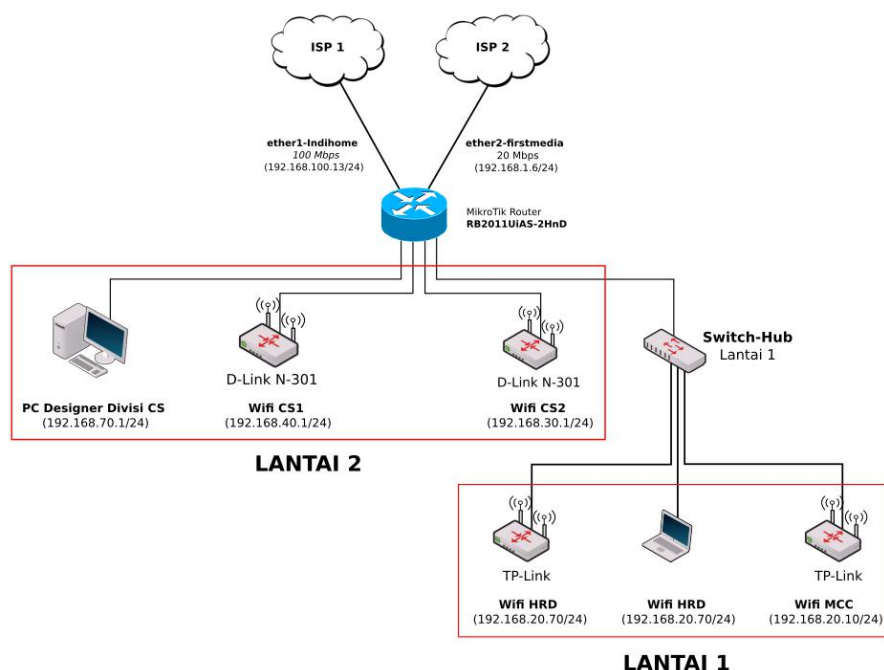 ISP 1
ISP 2
ether1-Indihome
100 Mbps
(192.168.100.13/24)
ether2-firstmedia
20 Mbps
(192.168.1.6/24)
MikroTik Router
RB2011UiAS-2HnD
PC Designer Divisi CS
(192.168.70.1/24)
D-Link N-301
Wifi CS1
(192.168.40.1/24)
D-Link N-301
Wifi CS2
(192.168.30.1/24)
Switch-Hub
Lantai 1
LANTAI 2
TP-Link
Wifi HRD
(192.168.20.70/24)
Wifi HRD
(192.168.20.70/24)
TP-Link
Wifi MCC
(192.168.20.10/24)
LANTAI 1